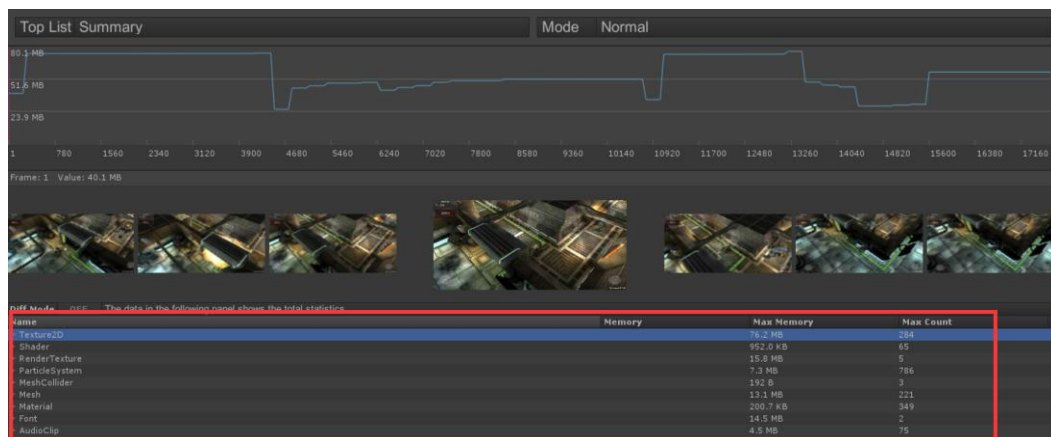 Top List Summary Mode Normal
80.1 MB
51.6 MB
23.9 MB
1 780 1560 2340 3120 3900 4680 5460 6240 7020 7800 8580 9360 10140 10920 11700 12480 13260 14040 14820 15600 16380 17160
Frame: 1 Value: 40.1 MB
Diff Mode OFF The data in the following panel shows the total statistics
Name Memory Max Memory Max Count
Texture2D 76.2 MB 284
Shader 952.0 KB 65
RenderTexture 15.8 MB 5
ParticleSystem 7.3 MB 786
MeshCollider 192 B 3
Mesh 13.1 MB 221
Material 200.7 KB 349
Font 14.5 MB 2
AudioClip 4.5 MB 75